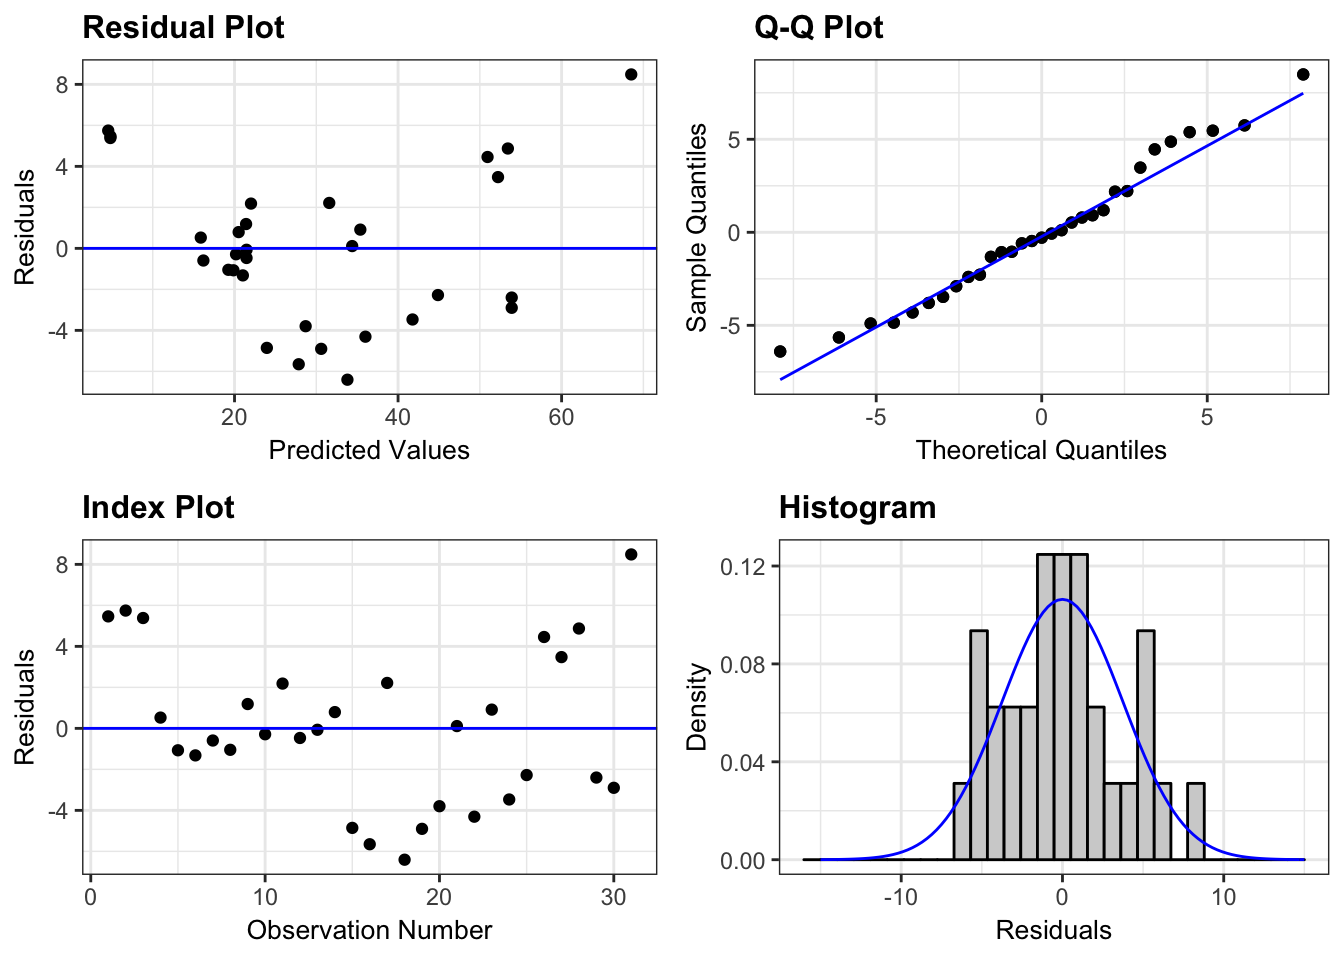 Residual Plot
8
4
0
-4
Residuals
20
40
60
Predicted Values
Q-Q Plot
5
0
-5
Sample Quantiles
-5
0
5
Theoretical Quantiles
Index Plot
8
4
0
-4
Residuals
0
10
20
30
Observation Number
Histogram
0.12
0.08
0.04
0.00
Density
-10
0
10
Residuals